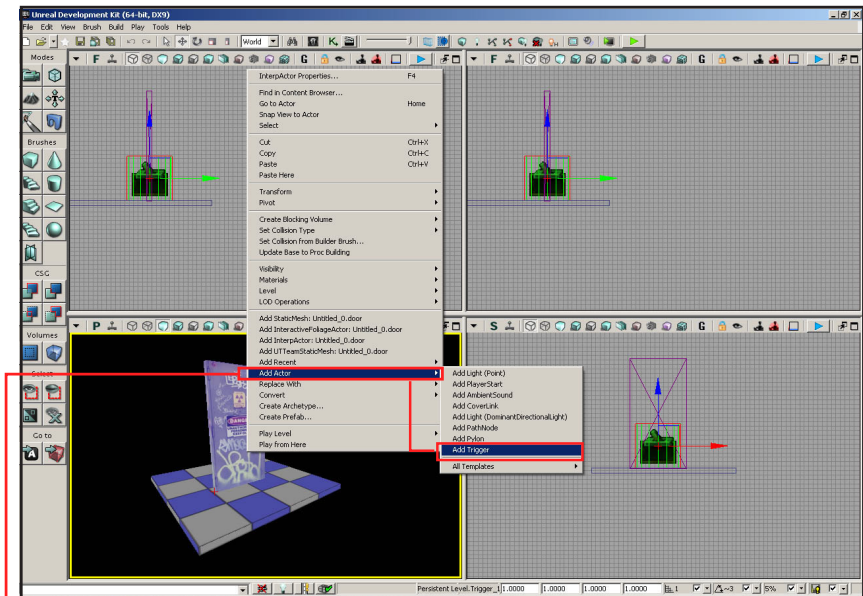 Unreal Development Kit (64-bit, DX9)
File Edit View Brush Build Play Tools Help
World
Modes
F
G
F
G
InterpActor Properties... F4
Find in Content Browser...
Go to Actor Home
Snap View to Actor
Select
Cut Ctrl+X
Copy Ctrl+C
Paste Ctrl+V
Paste Here
Transform
Pivot
Create Blocking Volume
Set Collision Type
Set Collision from Builder Brush...
Update Base to Proc Building
Visibility
Materials
Level
LOD Operations
Add StaticMesh: Untitled_0.door
Add InteractiveFoliageActor: Untitled_0.door
Add InterpActor: Untitled_0.door
Add UTTeamStaticMesh: Untitled_0.door
Add Recent
Add Actor
Replace With
Convert
Create Archetype...
Create Prefab...
Play Level
Play from Here
Brushes
CSG
Volumes
Select
Go to
P
S
G
Add Light (Point)
Add PlayerStart
Add AmbientSound
Add CoverLink
Add Light (DominantDirectionalLight)
Add PathNode
Add Pylon
Add Trigger
All Templates
DANGER
Persistent Level.Trigger_1 1.0000 1.0000 1.0000 1.0000 1 ~3 5%